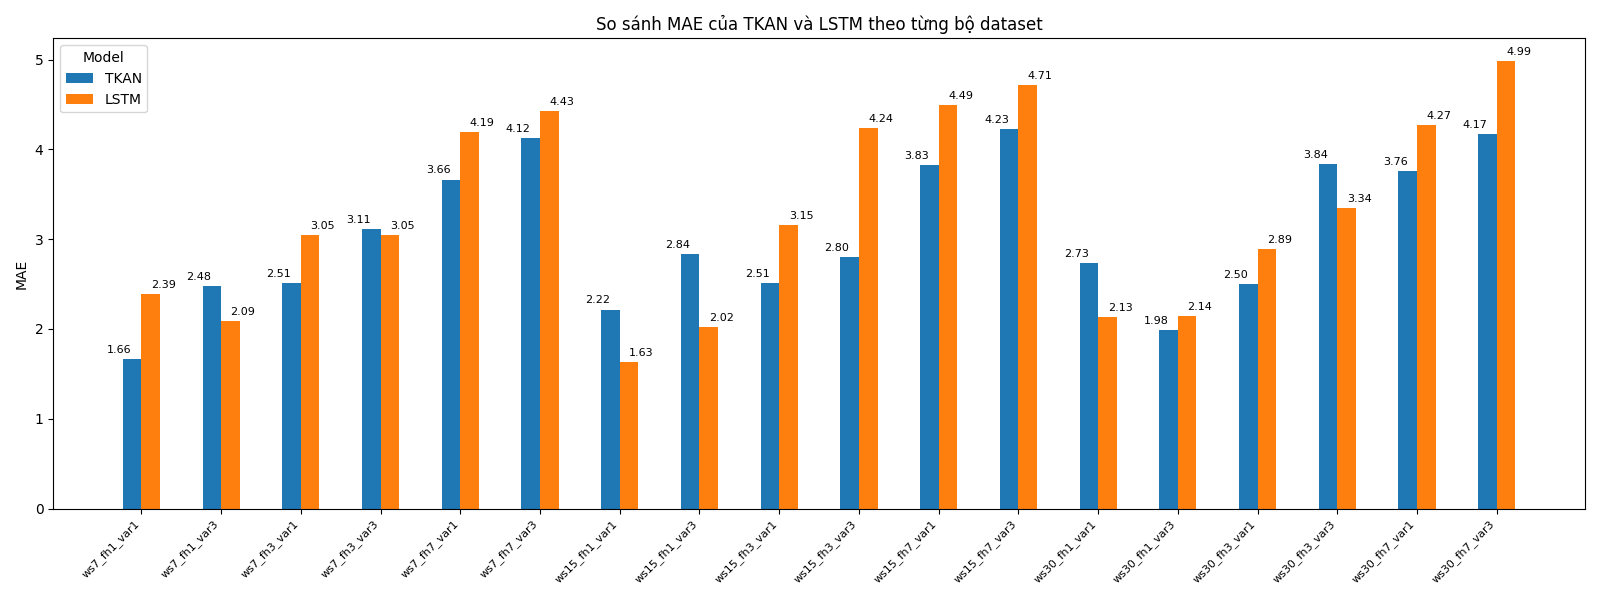 So sánh MAE của TKAN và LSTM theo từng bộ dataset
Model
TKAN
LSTM
MAE
5
4
3
2
1
0
1.66
2.39
2.48
2.09
2.51
3.05
3.11
3.05
3.66
4.19
4.12
4.43
2.22
1.63
2.84
2.02
2.51
3.15
2.80
4.24
3.83
4.49
4.23
4.71
2.73
2.13
1.98
2.14
2.50
2.89
3.84
3.34
3.76
4.27
4.17
4.99
ws7_fh1_var1
ws7_fh1_var3
ws7_fh3_var1
ws7_fh3_var3
ws7_fh7_var1
ws7_fh7_var3
ws15_fh1_var1
ws15_fh1_var3
ws15_fh3_var1
ws15_fh3_var3
ws15_fh7_var1
ws15_fh7_var3
ws30_fh1_var1
ws30_fh1_var3
ws30_fh3_var1
ws30_fh3_var3
ws30_fh7_var1
ws30_fh7_var3